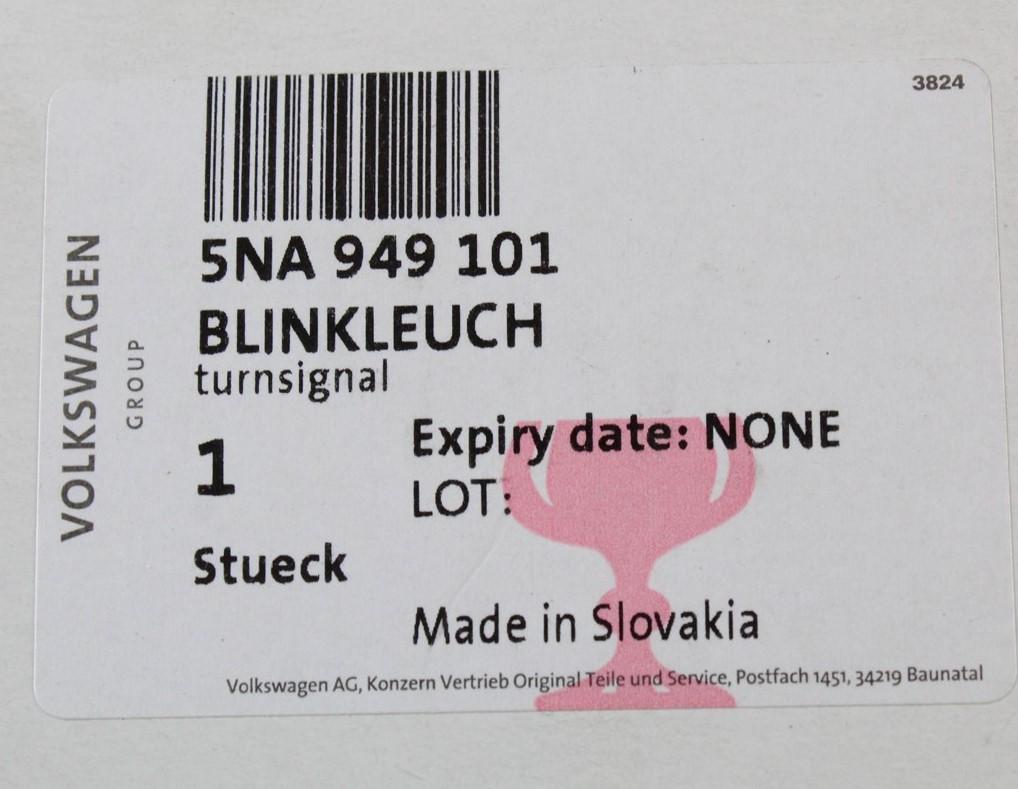 3824
5NA 949 101
BLINKLEUCH
turnsignal
VOLKSWAGEN
GROUP
1
Expiry date: NONE
LOT:
Stueck
Made in Slovakia
Volkswagen AG, Konzern Vertrieb Original Teile und Service, Postfach 1451, 34219 Baunatal